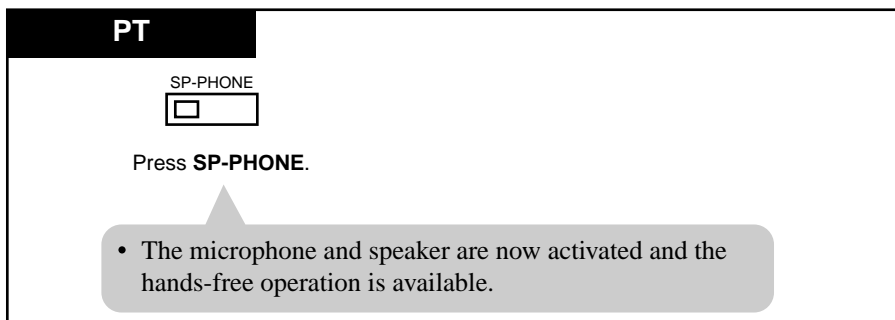 PT
SP-PHONE
Press SP-PHONE.
• The microphone and speaker are now activated and the
hands-free operation is available.